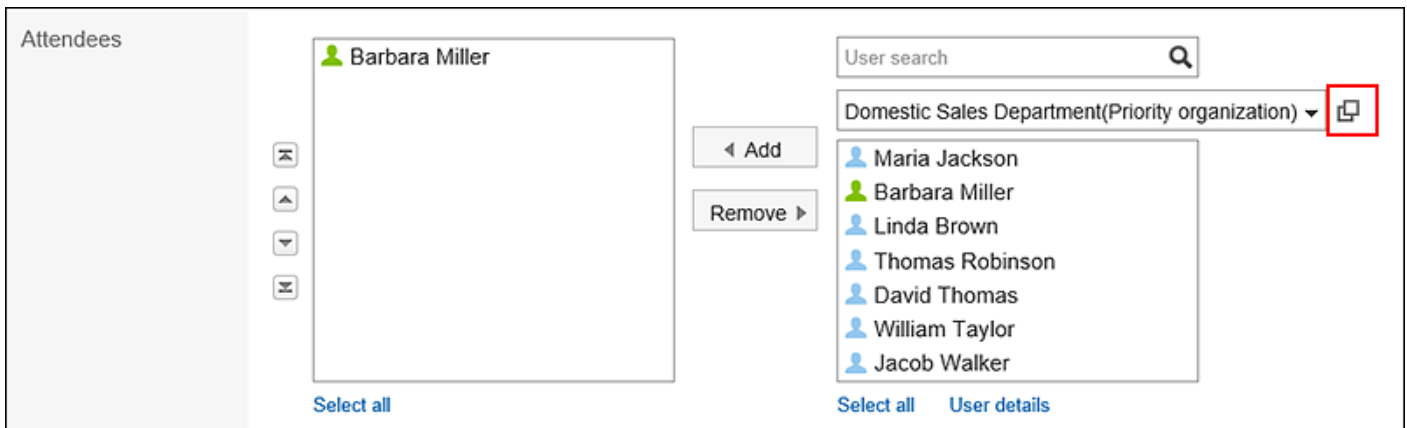 Attendees
Barbara Miller
Select all
Add
Remove
User search
Domestic Sales Department(Priority organization)
Maria Jackson
Barbara Miller
Linda Brown
Thomas Robinson
David Thomas
William Taylor
Jacob Walker
Select all User details